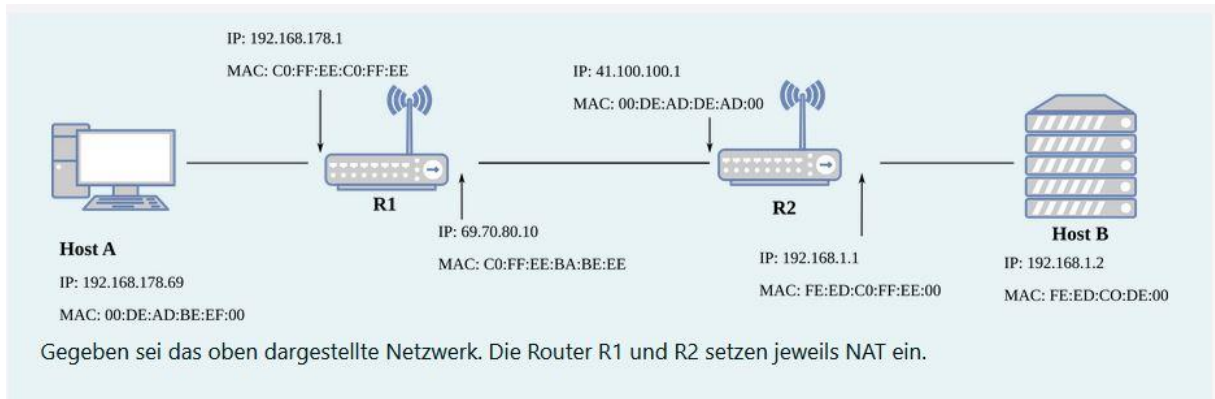 IP: 192.168.178.1
MAC: C0:FF:EE:C0:FF:EE
IP: 41.100.100.1
MAC: 00:DE:AD:DE:AD:00
R1
R2
IP: 69.70.80.10
MAC: C0:FF:EE:BA:BE:EE
IP: 192.168.1.1
MAC: FE:ED:C0:FF:EE:00
Host A
IP: 192.168.178.69
MAC: 00:DE:AD:BE:EF:00
Host B
IP: 192.168.1.2
MAC: FE:ED:CO:DE:00
Gegeben sei das oben dargestellte Netzwerk. Die Router R1 und R2 setzen jeweils NAT ein.